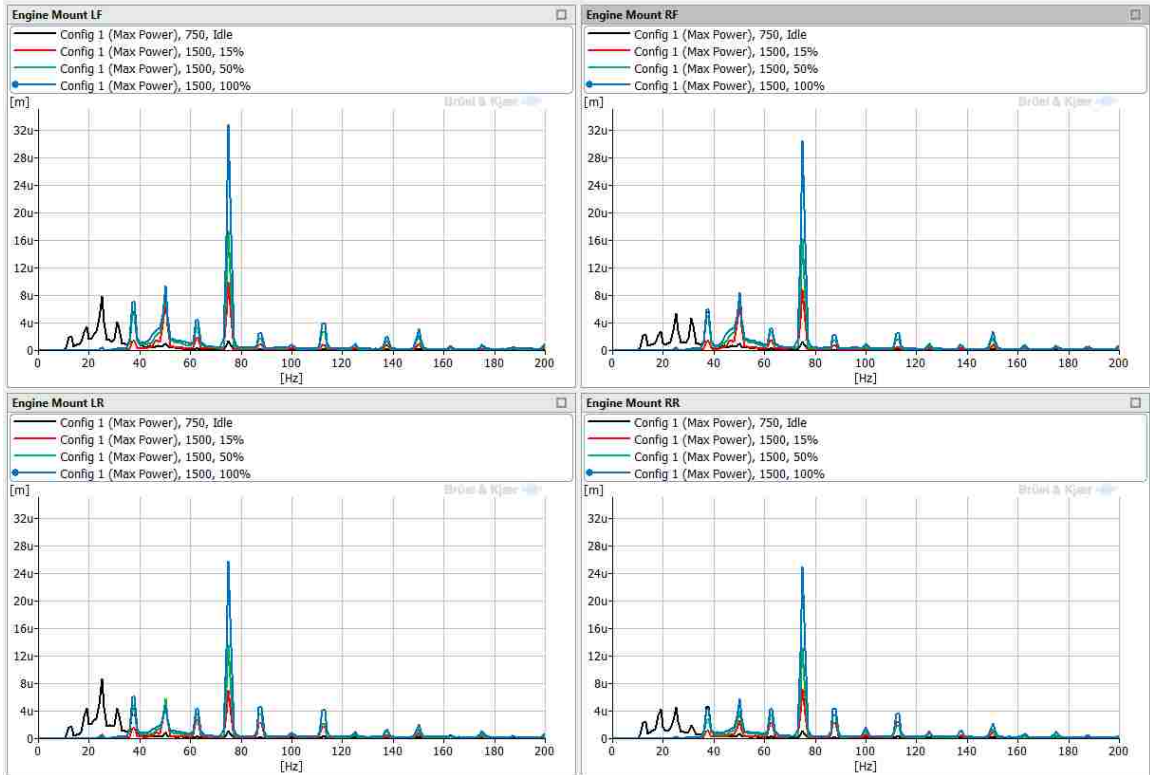 Engine Mount LF
Config 1 (Max Power), 750, Idle
Config 1 (Max Power), 1500, 15%
Config 1 (Max Power), 1500, 50%
Config 1 (Max Power), 1500, 100%
[m]
Brüel & Kjær
32u
28u
24u
20u
16u
12u
8u
4u
0
0 20 40 60 80 100 120 140 160 180 200
[Hz]
Engine Mount RF
Config 1 (Max Power), 750, Idle
Config 1 (Max Power), 1500, 15%
Config 1 (Max Power), 1500, 50%
Config 1 (Max Power), 1500, 100%
[m]
Brüel & Kjær
32u
28u
24u
20u
16u
12u
8u
4u
0
0 20 40 60 80 100 120 140 160 180 200
[Hz]
Engine Mount LR
Config 1 (Max Power), 750, Idle
Config 1 (Max Power), 1500, 15%
Config 1 (Max Power), 1500, 50%
Config 1 (Max Power), 1500, 100%
[m]
Brüel & Kjær
32u
28u
24u
20u
16u
12u
8u
4u
0
0 20 40 60 80 100 120 140 160 180 200
[Hz]
Engine Mount RR
Config 1 (Max Power), 750, Idle
Config 1 (Max Power), 1500, 15%
Config 1 (Max Power), 1500, 50%
Config 1 (Max Power), 1500, 100%
[m]
Brüel & Kjær
32u
28u
24u
20u
16u
12u
8u
4u
0
0 20 40 60 80 100 120 140 160 180 200
[Hz]